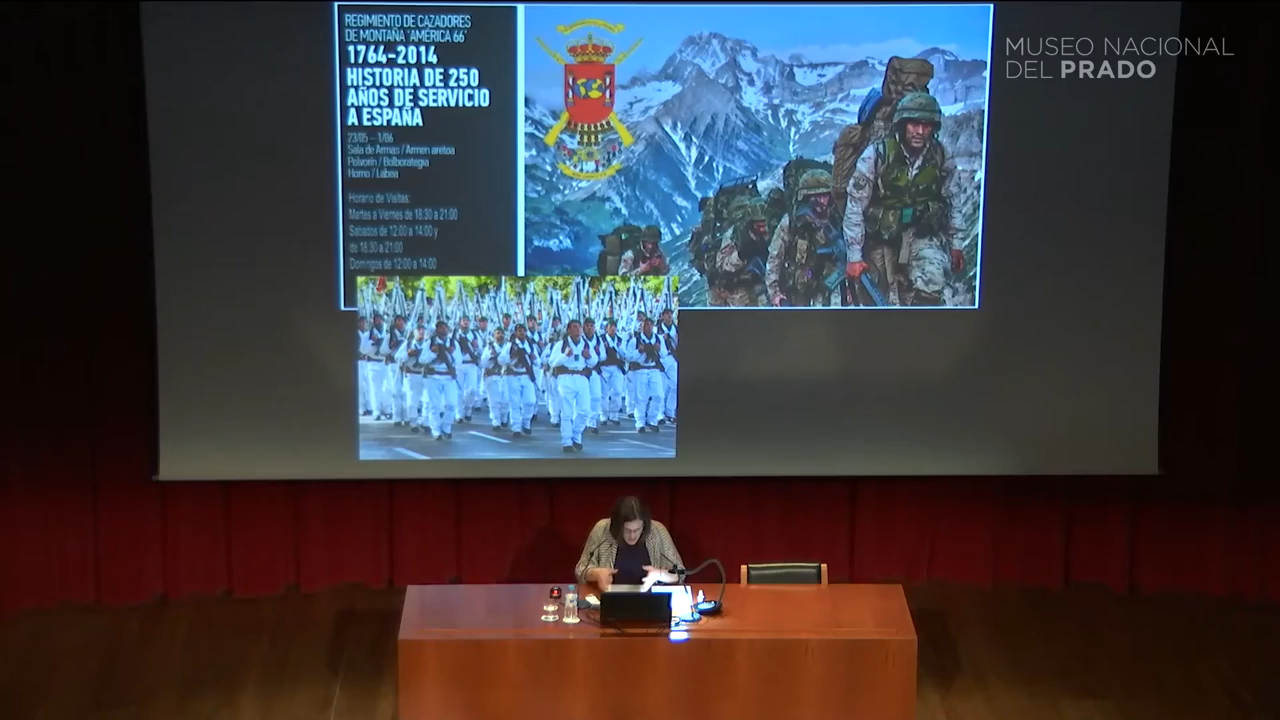 REGIMIENTO DE CAZADORES
DE MONTAÑA 'AMÉRICA 66'
1764-2014
HISTORIA DE 250
AÑOS DE SERVICIO
A ESPAÑA
23/05 - 1/06
Sala de Armas / Armen aretoa
Polvorín / Bolborategia
Horno / Labea
Horario de Visitas:
Martes a Viernes de 18:30 a 21:00
Sabados de 12:00 a 14:00 y
de 18:30 a 21:00
Domingos de 12:00 a 14:00
MUSEO NACIONAL
DEL PRADO